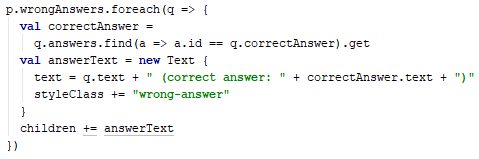 p.wrongAnswers.foreach(q => {
  val correctAnswer =
    q.answers.find(a => a.id == q.correctAnswer).get
  val answerText = new Text {
    text = q.text + " (correct answer: " + correctAnswer.text + ")"
    styleClass += "wrong-answer"
  }
  children += answerText
})